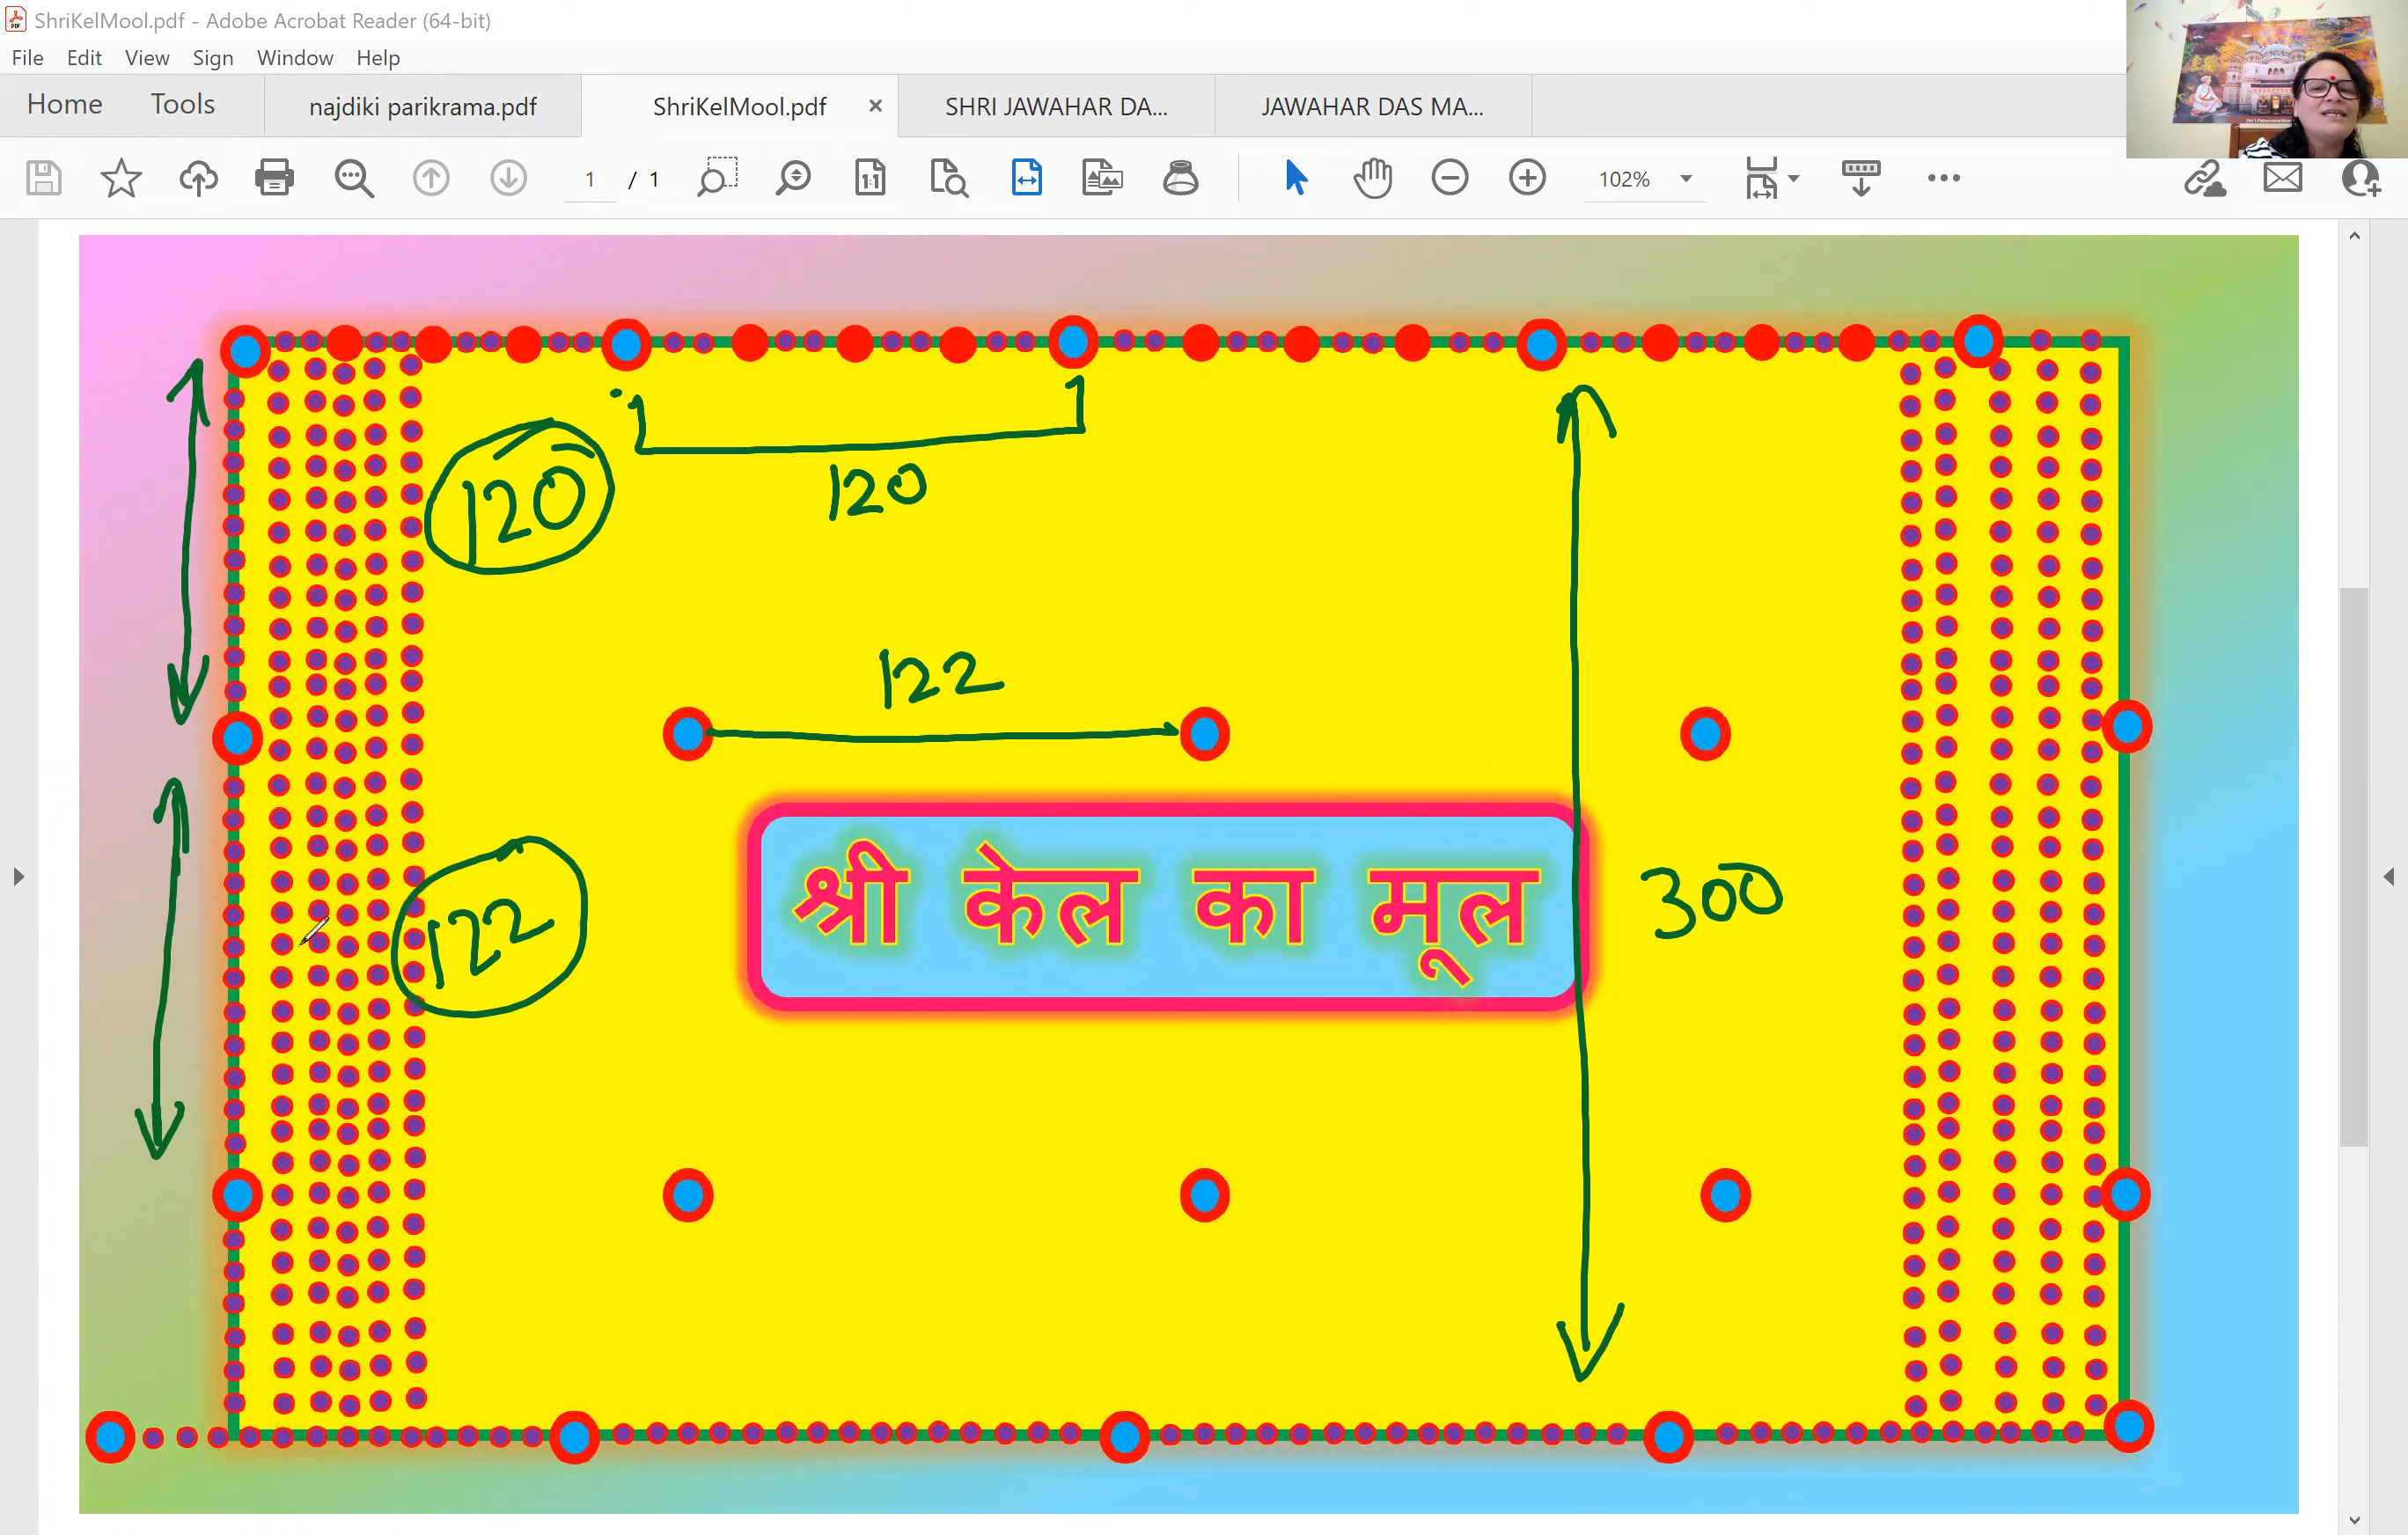 ShriKelMool.pdf - Adobe Acrobat Reader (64-bit)
File Edit View Sign Window Help
Home Tools najdiki parikrama.pdf ShriKelMool.pdf × SHRI JAWAHAR DA... JAWAHAR DAS MA...
1 / 1 102%
120
120
122
श्री केल का मूल
300
122